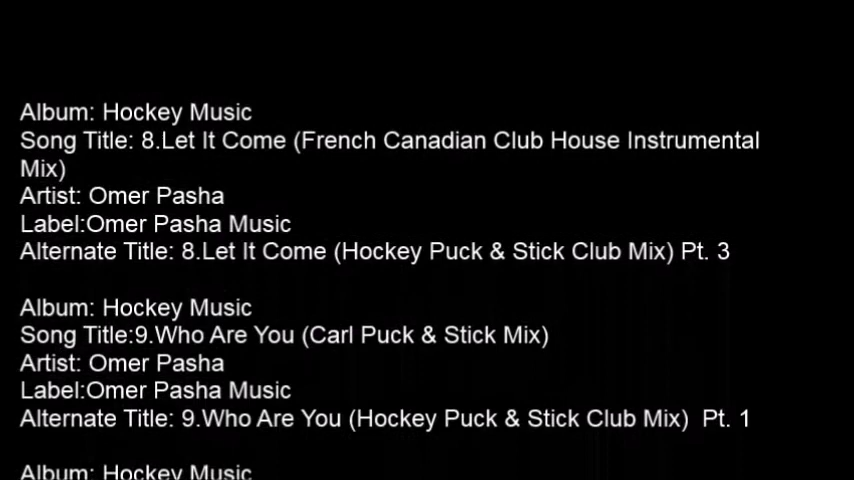 Album: Hockey Music
Song Title: 8.Let It Come (French Canadian Club House Instrumental
Mix)
Artist: Omer Pasha
Label:Omer Pasha Music
Alternate Title: 8.Let It Come (Hockey Puck & Stick Club Mix) Pt. 3
Album: Hockey Music
Song Title:9.Who Are You (Carl Puck & Stick Mix)
Artist: Omer Pasha
Label:Omer Pasha Music
Alternate Title: 9.Who Are You (Hockey Puck & Stick Club Mix)  Pt. 1
Album: Hockey Music